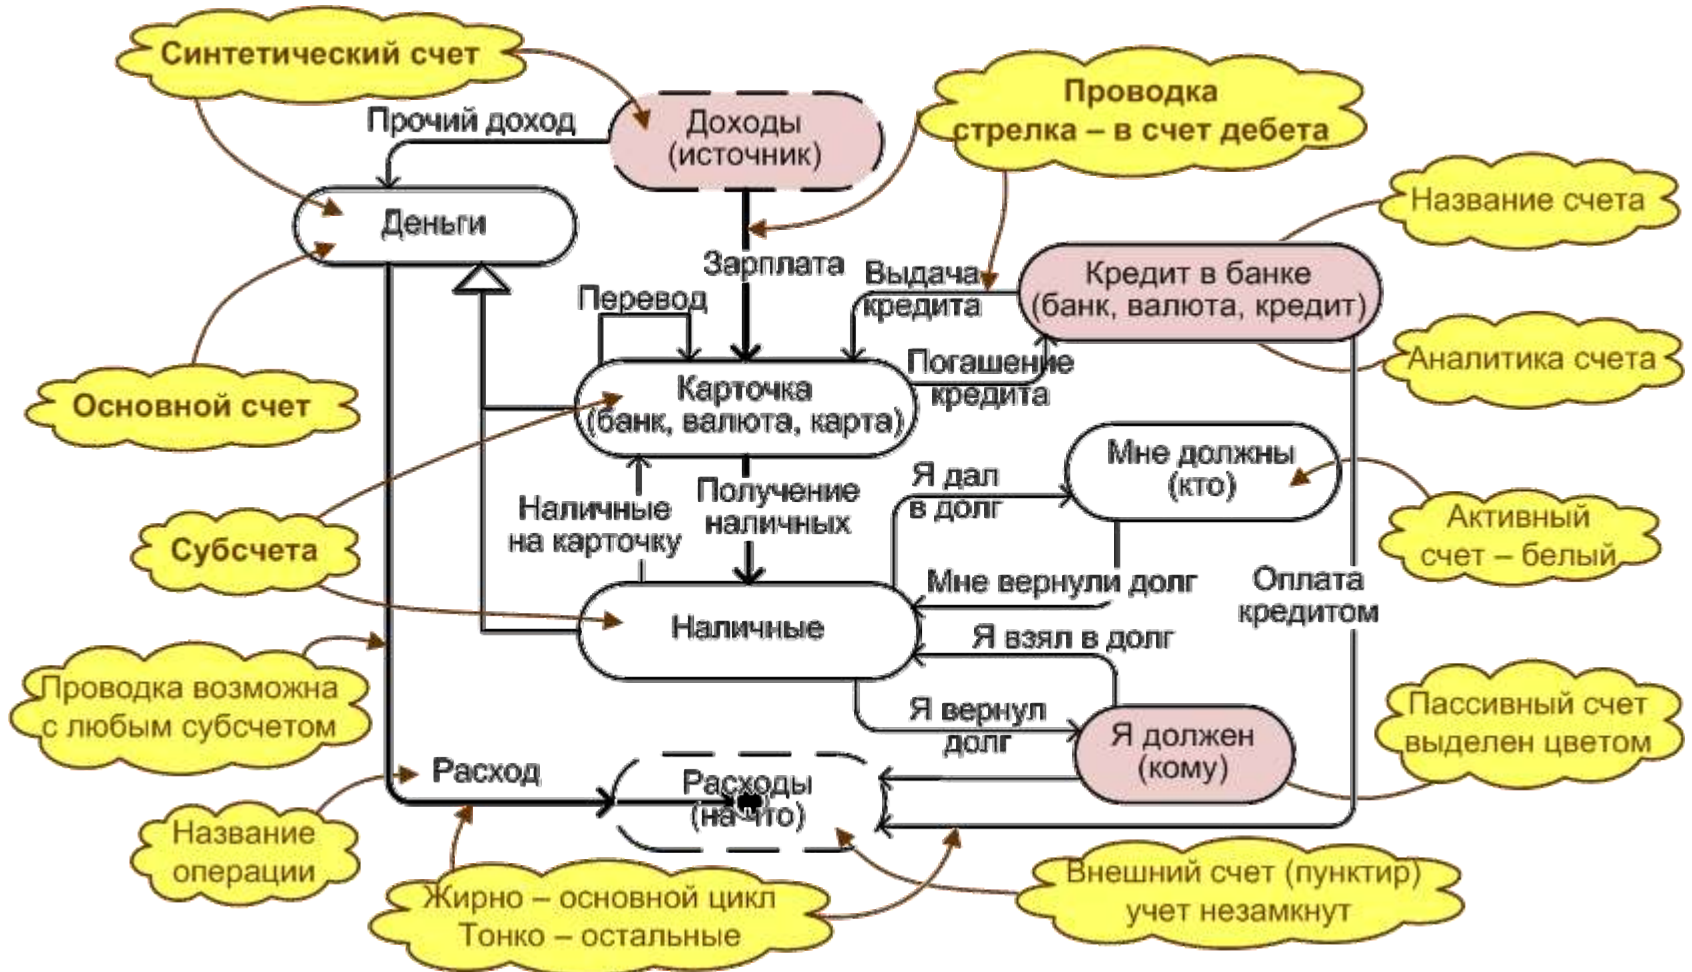 Синтетический счет
Прочий доход
Доходы
(источник)
Проводка
стрелка – в счет дебета
Деньги
Название счета
Зарплата
Выдача
кредита
Кредит в банке
(банк, валюта, кредит)
Перевод
Погашение
кредита
Аналитика счета
Основной счет
Карточка
(банк, валюта, карта)
Мне должны
(кто)
Я дал
в долг
Получение
наличных
Наличные
на карточку
Субсчета
Активный
счет – белый
Мне вернули долг
Оплата
кредитом
Наличные
Я взял в долг
Проводка возможна
с любым субсчетом
Я вернул
долг
Я должен
(кому)
Пассивный счет
выделен цветом
Расход
Расходы
(на что)
Название
операции
Жирно – основной цикл
Тонко – остальные
Внешний счет (пунктир)
учет незамкнут